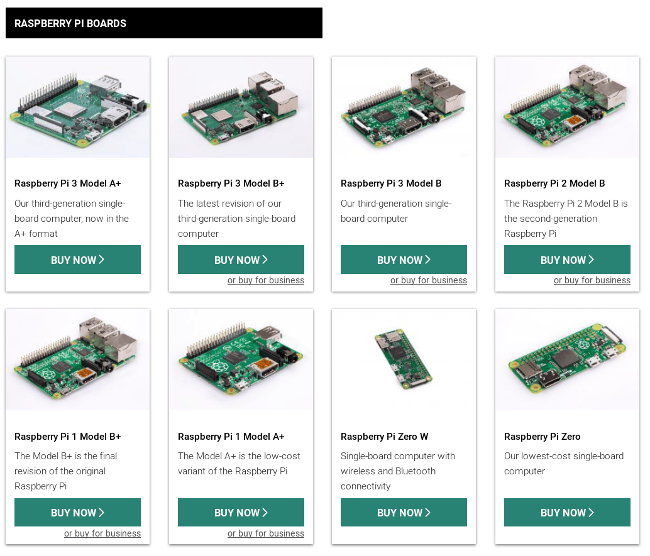 RASPBERRY PI BOARDS
Raspberry Pi 3 Model A+
Our third-generation single-
board computer, now in the
A+ format
BUY NOW
Raspberry Pi 3 Model B+
The latest revision of our
third-generation single-board
computer
BUY NOW
or buy for business
Raspberry Pi 3 Model B
Our third-generation single-
board computer
BUY NOW
or buy for business
Raspberry Pi 2 Model B
The Raspberry Pi 2 Model B is
the second-generation
Raspberry Pi
BUY NOW
or buy for business
Raspberry Pi 1 Model B+
The Model B+ is the final
revision of the original
Raspberry Pi
BUY NOW
or buy for business
Raspberry Pi 1 Model A+
The Model A+ is the low-cost
variant of the Raspberry Pi
BUY NOW
or buy for business
Raspberry Pi Zero W
Single-board computer with
wireless and Bluetooth
connectivity
BUY NOW
Raspberry Pi Zero
Our lowest-cost single-board
computer
BUY NOW